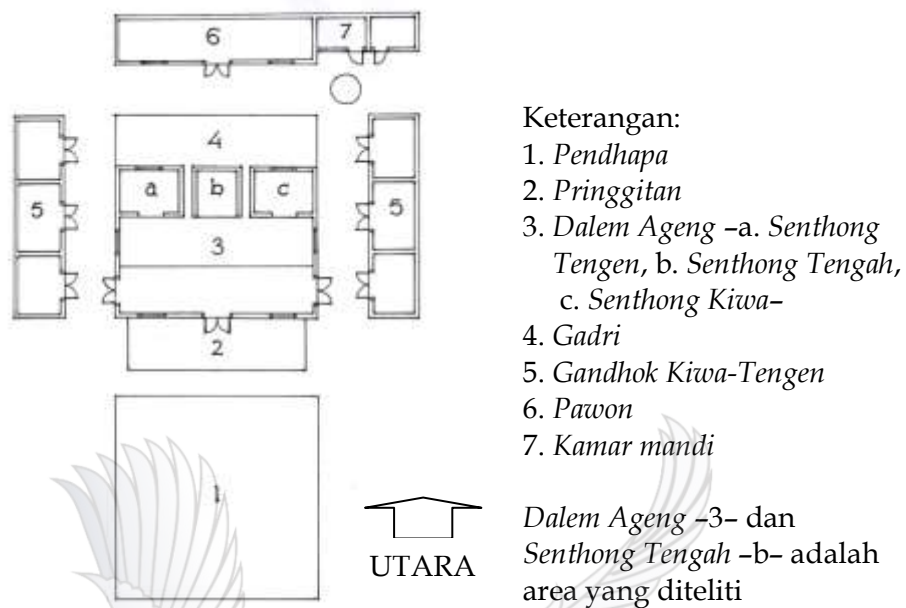 6
7
4
a
b
c
5
5
3
2
1
UTARA
Keterangan:
1. Pendhapa
2. Pringgitan
3. Dalem Ageng –a. Senthong
Tengen, b. Senthong Tengah,
c. Senthong Kiwa–
4. Gadri
5. Gandhok Kiwa-Tengen
6. Pawon
7. Kamar mandi
Dalem Ageng –3– dan
Senthong Tengah –b– adalah
area yang diteliti